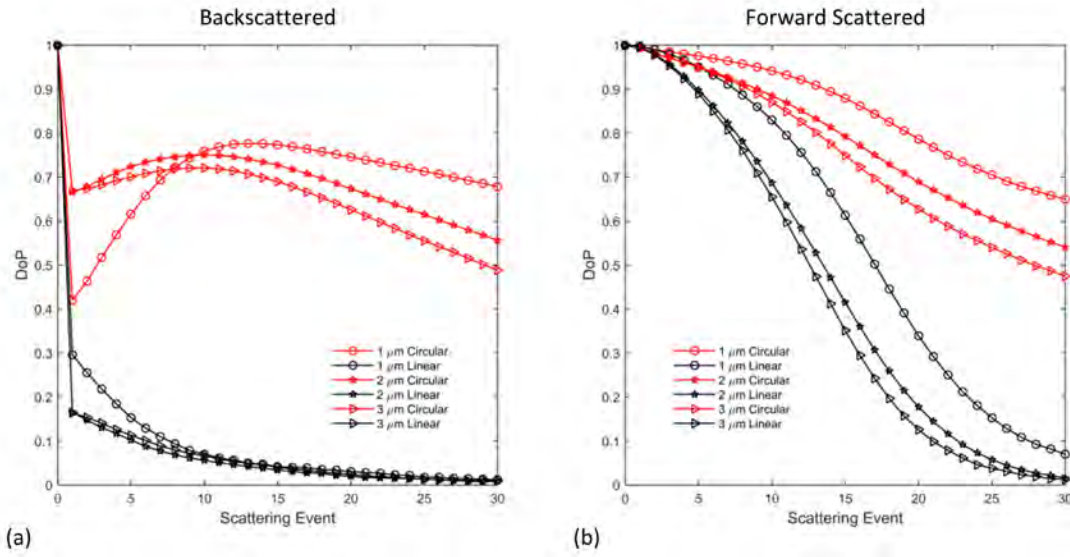 Backscattered
1
0.9
0.8
0.7
0.6
0.5
0.4
0.3
0.2
0.1
0
DoP
0 5 10 15 20 25 30
Scattering Event
1 μm Circular
1 μm Linear
2 μm Circular
2 μm Linear
3 μm Circular
3 μm Linear
(a)
Forward Scattered
1
0.9
0.8
0.7
0.6
0.5
0.4
0.3
0.2
0.1
0
DoP
0 5 10 15 20 25 30
Scattering Event
1 μm Circular
1 μm Linear
2 μm Circular
2 μm Linear
3 μm Circular
3 μm Linear
(b)